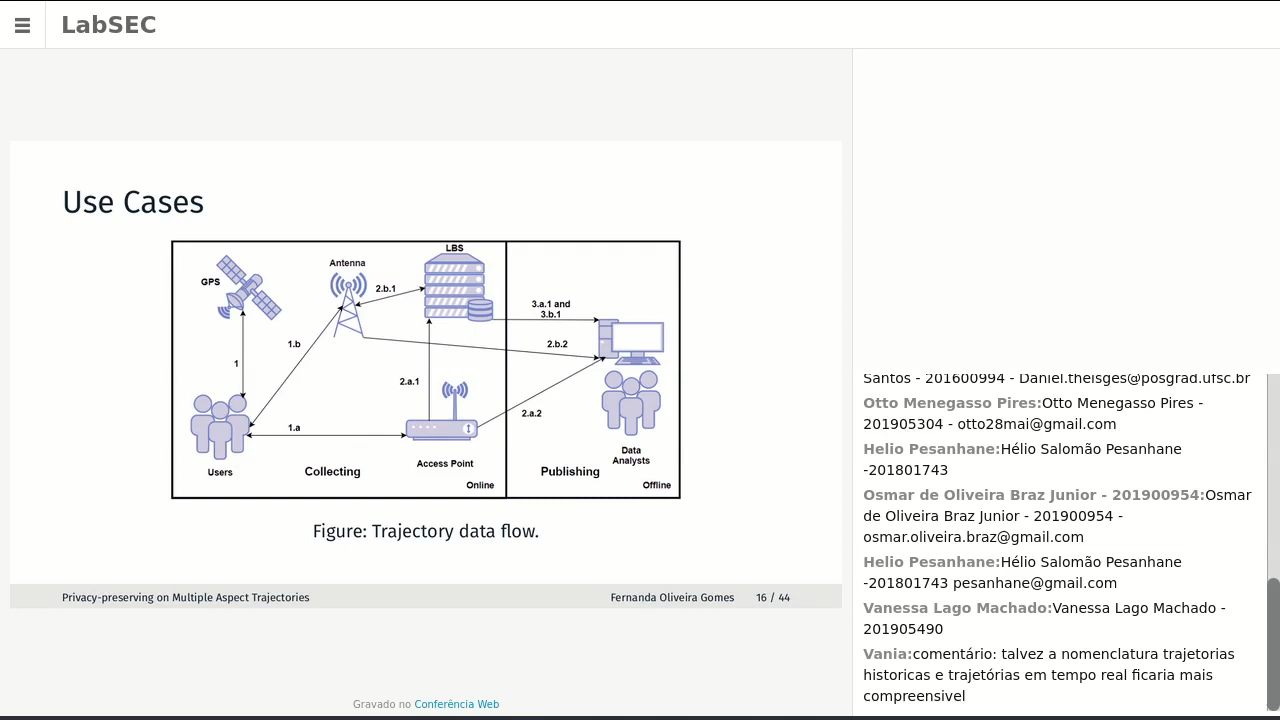 LabSEC
Use Cases
LBS
Antenna
GPS
2.b.1
3.a.1 and
3.b.1
1.b
2.b.2
1
2.a.1
2.a.2
1.a
Data
Analysts
Users
Collecting
Access Point
Publishing
Online
Offline
Figure: Trajectory data flow.
Privacy-preserving on Multiple Aspect Trajectories
Fernanda Oliveira Gomes
16 / 44
Gravado no Conferência Web
Santos - 201600994 - Daniel.theisges@posgrad.ufsc.br
Otto Menegasso Pires:Otto Menegasso Pires -
201905304 - otto28mai@gmail.com
Helio Pesanhane:Hélio Salomão Pesanhane
-201801743
Osmar de Oliveira Braz Junior - 201900954:Osmar
de Oliveira Braz Junior - 201900954 -
osmar.oliveira.braz@gmail.com
Helio Pesanhane:Hélio Salomão Pesanhane
-201801743 pesanhane@gmail.com
Vanessa Lago Machado:Vanessa Lago Machado -
201905490
Vania:comentário: talvez a nomenclatura trajetorias
historicas e trajetórias em tempo real ficaria mais
compreensivel